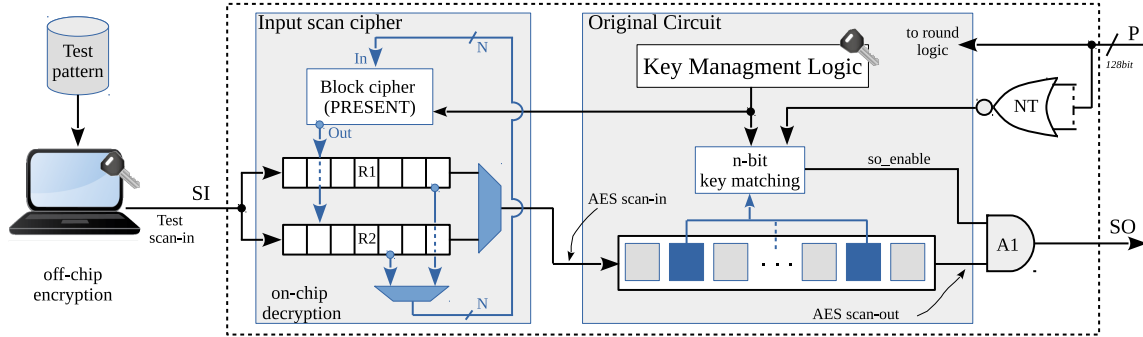 Input scan cipher
Original Circuit
N
P
128bit
to round
logic
Test
pattern
In
Key Managment Logic
Block cipher
(PRESENT)
NT
Out
n-bit
key matching
so_enable
SI
R1
Test
scan-in
AES scan-in
R2
A1
SO
. . .
off-chip
encryption
on-chip
decryption
N
AES scan-out